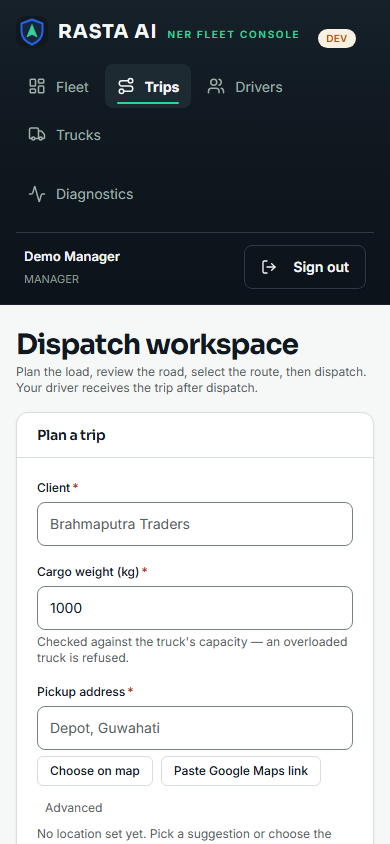 RASTA AI NER FLEET CONSOLE DEV
Fleet Trips Drivers
Trucks
Diagnostics
Demo Manager
MANAGER
Sign out
Dispatch workspace
Plan the load, review the road, select the route, then dispatch.
Your driver receives the trip after dispatch.
Plan a trip
Client *
Brahmaputra Traders
Cargo weight (kg) *
1000
Checked against the truck's capacity — an overloaded
truck is refused.
Pickup address *
Depot, Guwahati
Choose on map Paste Google Maps link
Advanced
No location set yet. Pick a suggestion or choose the